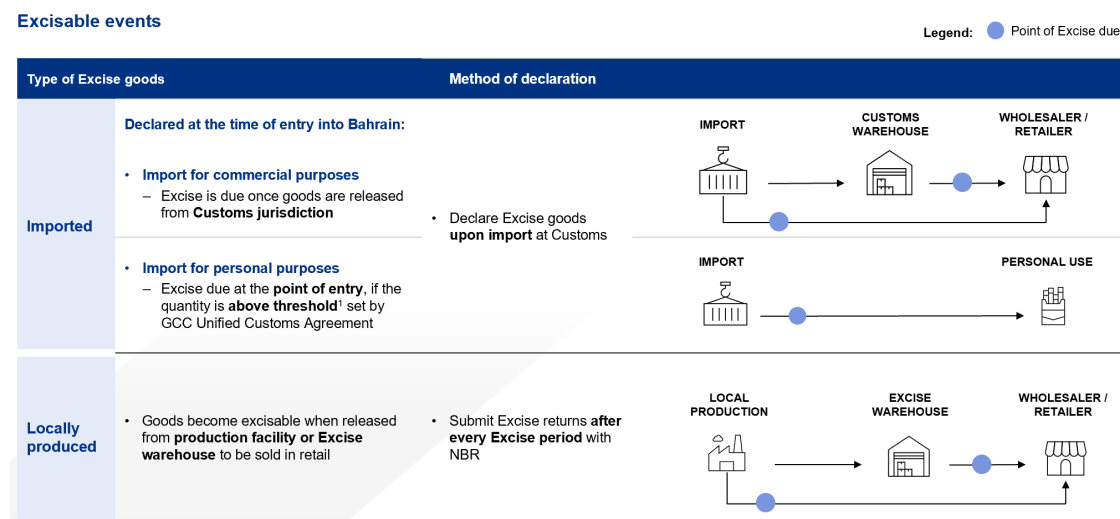 Excisable events
Legend: Point of Excise due
Type of Excise goods
Method of declaration
Imported
Declared at the time of entry into Bahrain:
• Import for commercial purposes
– Excise is due once goods are released
from Customs jurisdiction
• Import for personal purposes
– Excise due at the point of entry, if the
quantity is above threshold¹ set by
GCC Unified Customs Agreement
• Declare Excise goods
upon import at Customs
IMPORT
CUSTOMS
WAREHOUSE
WHOLESALER /
RETAILER
IMPORT
PERSONAL USE
Locally
produced
• Goods become excisable when released
from production facility or Excise
warehouse to be sold in retail
• Submit Excise returns after
every Excise period with
NBR
LOCAL
PRODUCTION
EXCISE
WAREHOUSE
WHOLESALER /
RETAILER